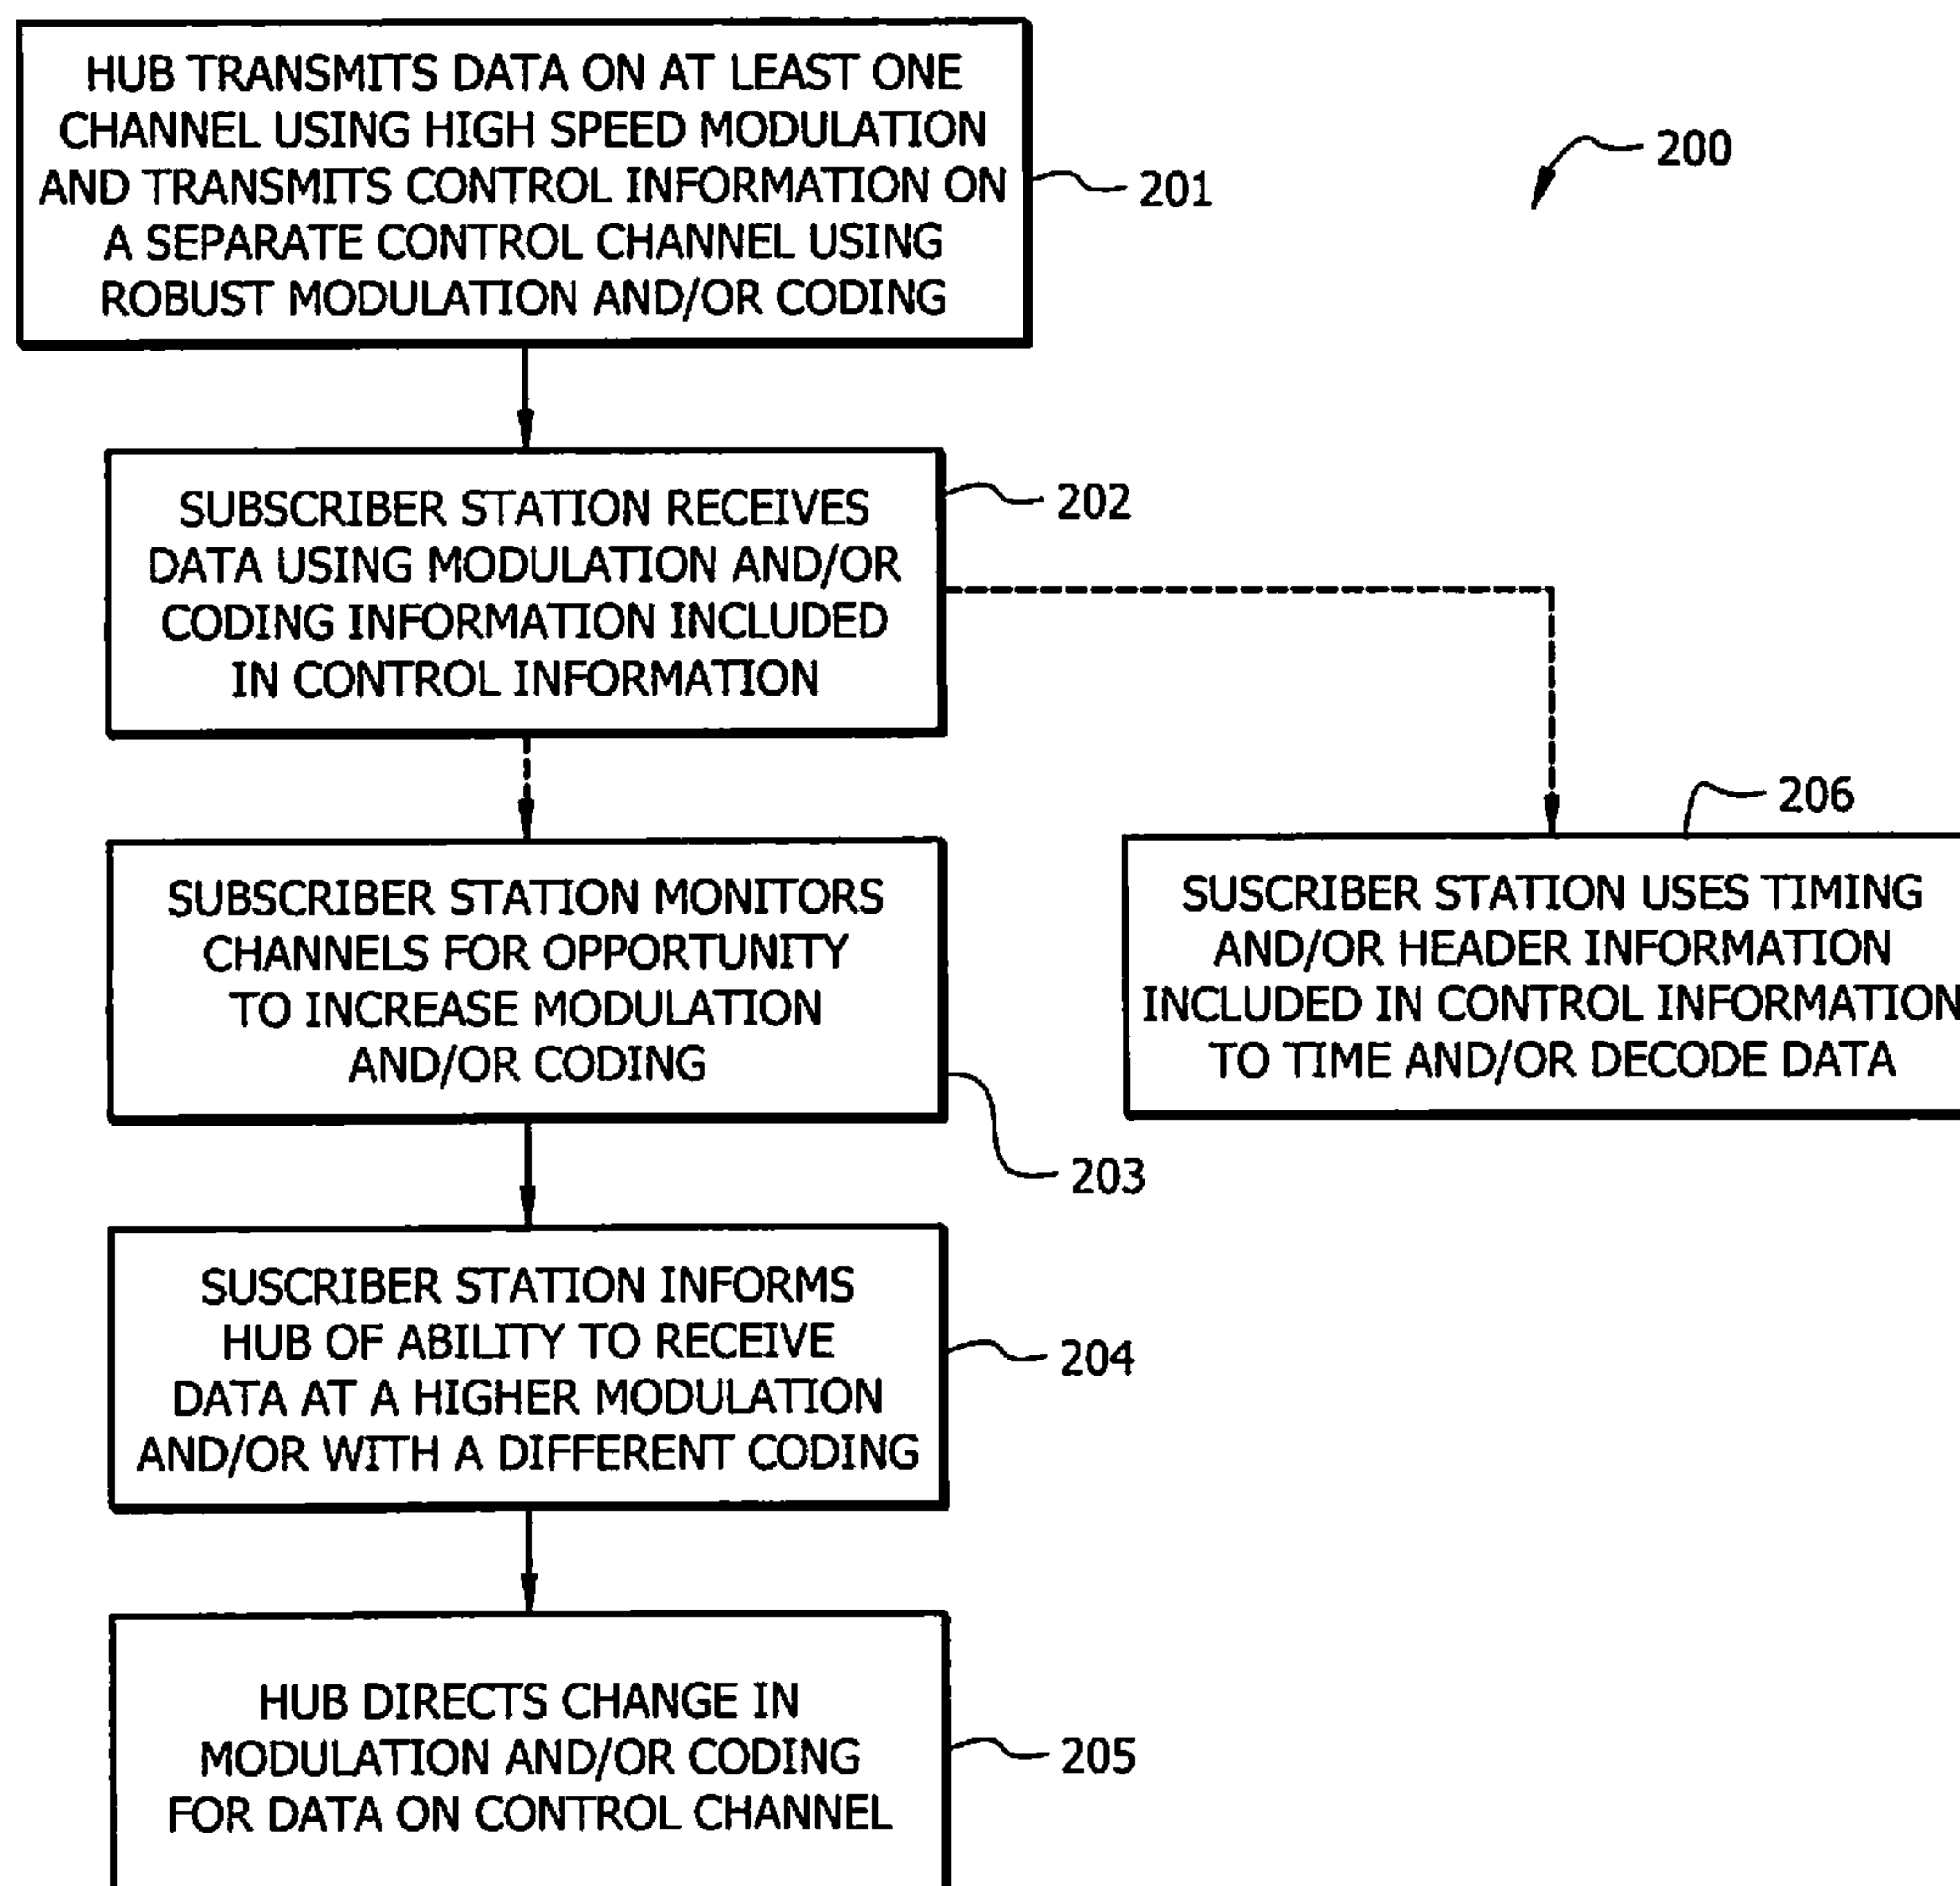 HUB TRANSMITS DATA ON AT LEAST ONE
CHANNEL USING HIGH SPEED MODULATION
AND TRANSMITS CONTROL INFORMATION ON
A SEPARATE CONTROL CHANNEL USING
ROBUST MODULATION AND/OR CODING
201
200
SUBSCRIBER STATION RECEIVES
DATA USING MODULATION AND/OR
CODING INFORMATION INCLUDED
IN CONTROL INFORMATION
202
SUBSCRIBER STATION MONITORS
CHANNELS FOR OPPORTUNITY
TO INCREASE MODULATION
AND/OR CODING
203
206
SUSCRIBER STATION USES TIMING
AND/OR HEADER INFORMATION
INCLUDED IN CONTROL INFORMATION
TO TIME AND/OR DECODE DATA
SUSCRIBER STATION INFORMS
HUB OF ABILITY TO RECEIVE
DATA AT A HIGHER MODULATION
AND/OR WITH A DIFFERENT CODING
204
HUB DIRECTS CHANGE IN
MODULATION AND/OR CODING
FOR DATA ON CONTROL CHANNEL
205